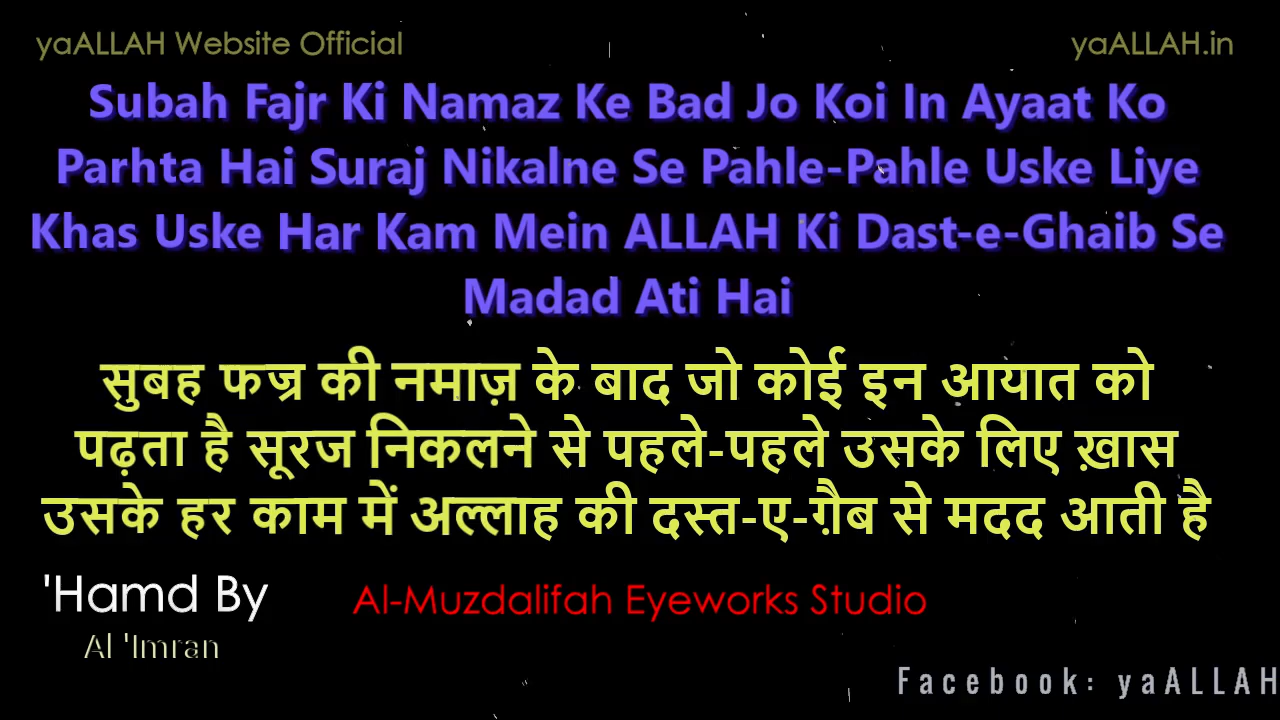 yaALLAH Website Official
yaALLAH.in
Subah Fajr Ki Namaz Ke Bad Jo Koi In Ayaat Ko
Parhta Hai Suraj Nikalne Se Pahle-Pahle Uske Liye
Khas Uske Har Kam Mein ALLAH Ki Dast-e-Ghaib Se
Madad Ati Hai
सुबह फज्र की नमाज़ के बाद जो कोई इन आयात को
पढ़ता है सूरज निकलने से पहले-पहले उसके लिए ख़ास
उसके हर काम में अल्लाह की दस्त-ए-ग़ैब से मदद आती है
'Hamd By
Al-Muzdalifah Eyeworks Studio
Al 'Imran
Facebook: yaALLAH